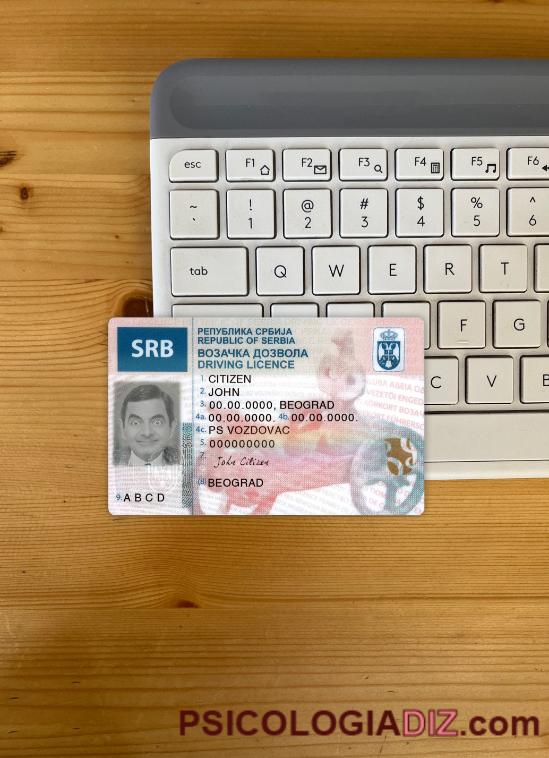 esc F1 F2 F3 F4 F5 F6
~ ! @ # $ % ^
` 1 2 3 4 5 6
tab Q W E R T
F G
C V B
SRB
РЕПУБЛИКА СРБИЈА
REPUBLIC OF SERBIA
ВОЗАЧКА ДОЗВОЛА
DRIVING LICENCE
1. CITIZEN
2. JOHN
3. 00.00.0000, BEOGRAD
4a. 00.00.0000. 4b. 00.00.0000.
4c. PS VOZDOVAC
5. 000000000
7. John Citizen
(8) BEOGRAD
9. A B C D
PSICOLOGIADIZ.com